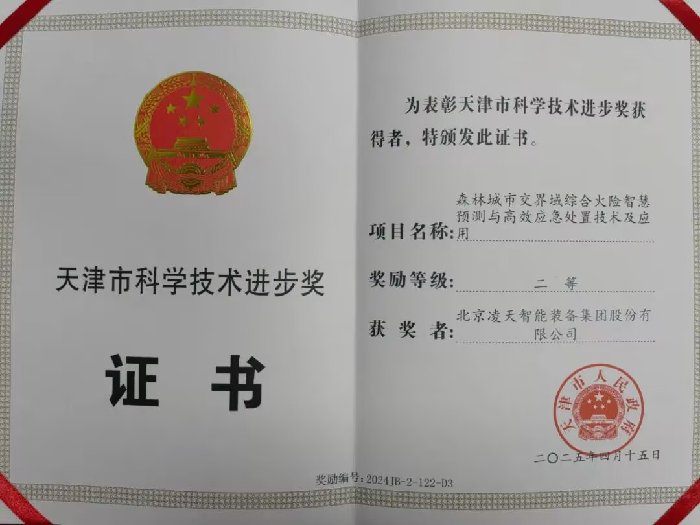 天津市科学技术进步奖
证 书
为表彰天津市科学技术进步奖获
得者，特颁发此证书。
森林城市交界域综合火险智慧
预测与高效应急处置技术及应
项目名称:用
奖励等级: 二 等
北京凌天智能装备集团股份有
获 奖 者: 限公司
天津市人民政府
二〇二五年四月十五日
奖励编号:2024JB-2-122-D3